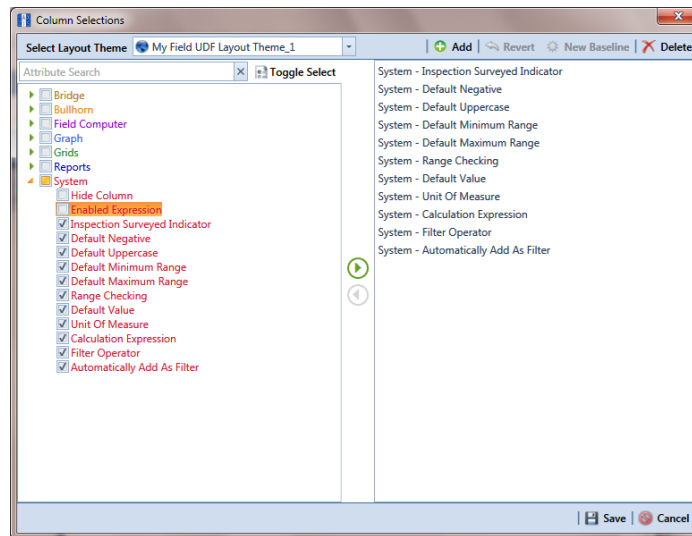 Column Selections
Select Layout Theme My Field UDF Layout Theme_1 Add Revert New Baseline Delete
Attribute Search Toggle Select
Bridge
Bullhorn
Field Computer
Graph
Grids
Reports
System
Hide Column
Enabled Expression
Inspection Surveyed Indicator
Default Negative
Default Uppercase
Default Minimum Range
Default Maximum Range
Range Checking
Default Value
Unit Of Measure
Calculation Expression
Filter Operator
Automatically Add As Filter
System - Inspection Surveyed Indicator
System - Default Negative
System - Default Uppercase
System - Default Minimum Range
System - Default Maximum Range
System - Range Checking
System - Default Value
System - Unit Of Measure
System - Calculation Expression
System - Filter Operator
System - Automatically Add As Filter
Save Cancel